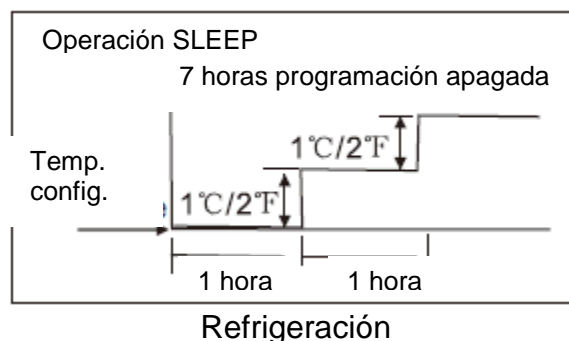 Operación SLEEP
7 horas programación apagada
1℃/2℉
Temp.
config.
1℃/2℉
1 hora
1 hora
Refrigeración